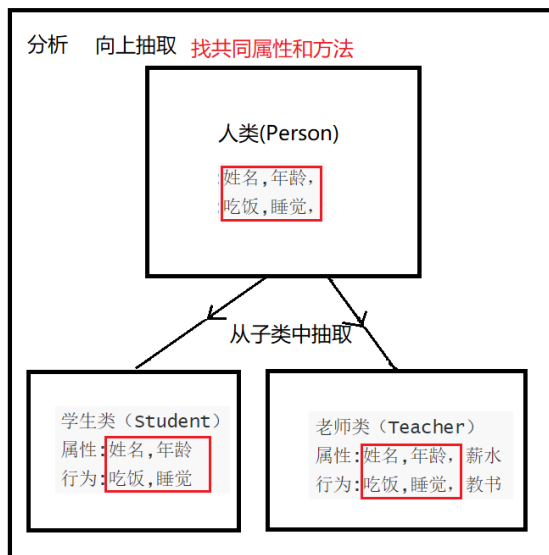 分析 向上抽取 找共同属性和方法
人类(Person)
:姓名,年龄,
:吃饭,睡觉,
从子类中抽取
学生类（Student）
属性:姓名,年龄
行为:吃饭,睡觉
老师类（Teacher）
属性:姓名,年龄，薪水
行为:吃饭,睡觉，教书